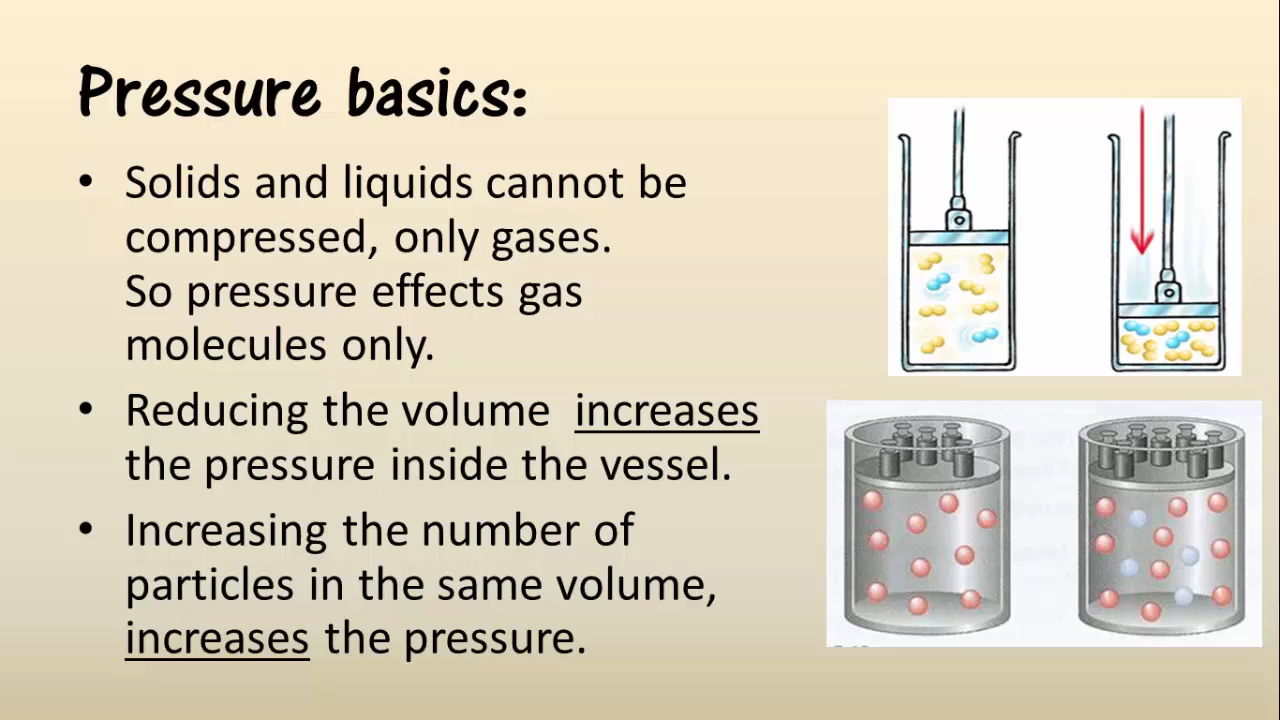 Pressure basics:
• Solids and liquids cannot be
compressed, only gases.
So pressure effects gas
molecules only.
• Reducing the volume increases
the pressure inside the vessel.
• Increasing the number of
particles in the same volume,
increases the pressure.